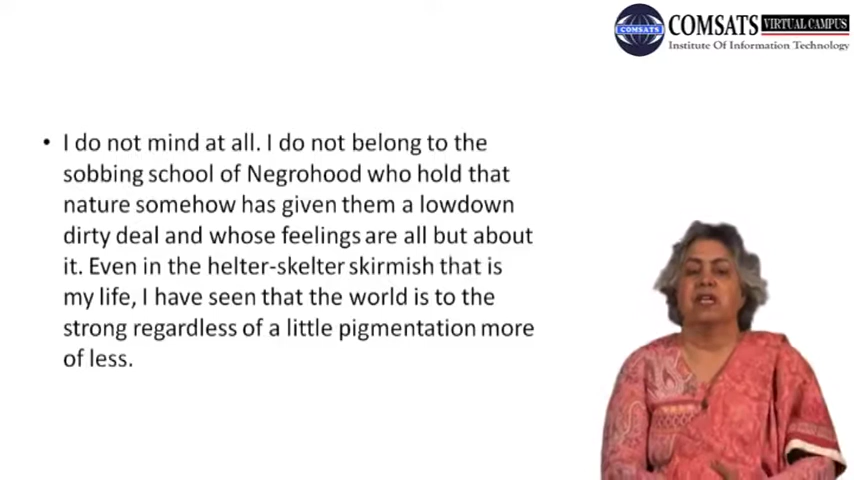 COMSATS VIRTUAL CAMPUS
COMSATS
Institute Of Information Technology
• I do not mind at all. I do not belong to the
sobbing school of Negrohood who hold that
nature somehow has given them a lowdown
dirty deal and whose feelings are all but about
it. Even in the helter-skelter skirmish that is
my life, I have seen that the world is to the
strong regardless of a little pigmentation more
of less.